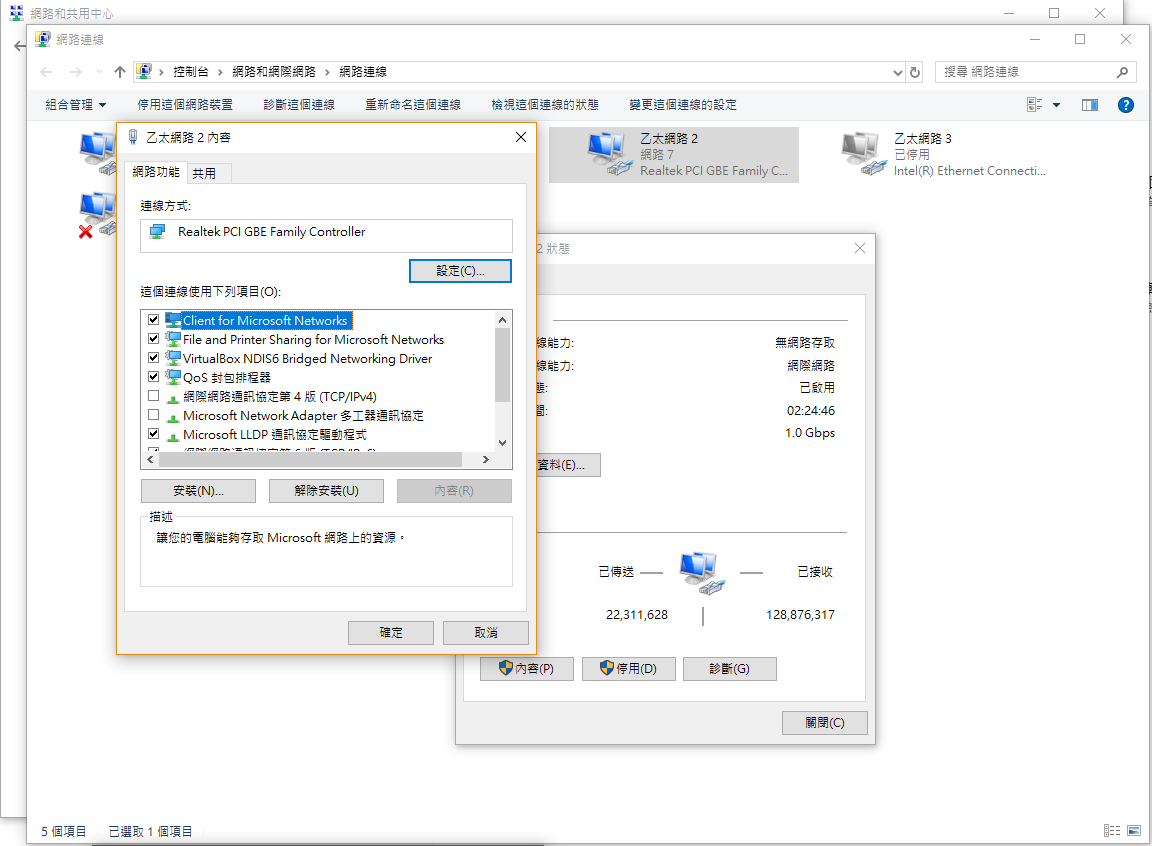 網路和共用中心
網路連線
控制台 › 網路和網際網路 › 網路連線
搜尋 網路連線
組合管理 停用這個網路裝置 診斷這個連線 重新命名這個連線 檢視這個連線的狀態 變更這個連線的設定
乙太網路 2
網路 7
Realtek PCI GBE Family C...
乙太網路 3
已停用
Intel(R) Ethernet Connecti...
乙太網路 2 內容
網路功能 共用
連線方式:
Realtek PCI GBE Family Controller
設定(C)...
這個連線使用下列項目(O):
Client for Microsoft Networks
File and Printer Sharing for Microsoft Networks
VirtualBox NDIS6 Bridged Networking Driver
QoS 封包排程器
網際網路通訊協定第 4 版 (TCP/IPv4)
Microsoft Network Adapter 多工器通訊協定
Microsoft LLDP 通訊協定驅動程式
網際網路通訊協定第 6 版 (TCP/IPv6)
安裝(N)... 解除安裝(U) 內容(R)
描述
讓您的電腦能夠存取 Microsoft 網路上的資源。
確定 取消
2 狀態
線能力: 無網路存取
線能力: 網際網路
態: 已啟用
間: 02:24:46
1.0 Gbps
資料(E)...
已傳送 已接收
22,311,628 128,876,317
內容(P) 停用(D) 診斷(G)
關閉(C)
5 個項目 已選取 1 個項目